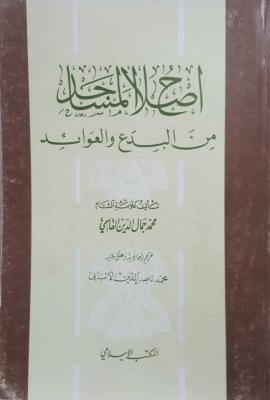 اصلاح المساجد
من البدع والعوائد
تأليف علامة الشام
محمد جمال الدين القاسمي
خرج أحاديثه وعلق عليه
محمد ناصر الدين الألباني
المكتب الإسلامي